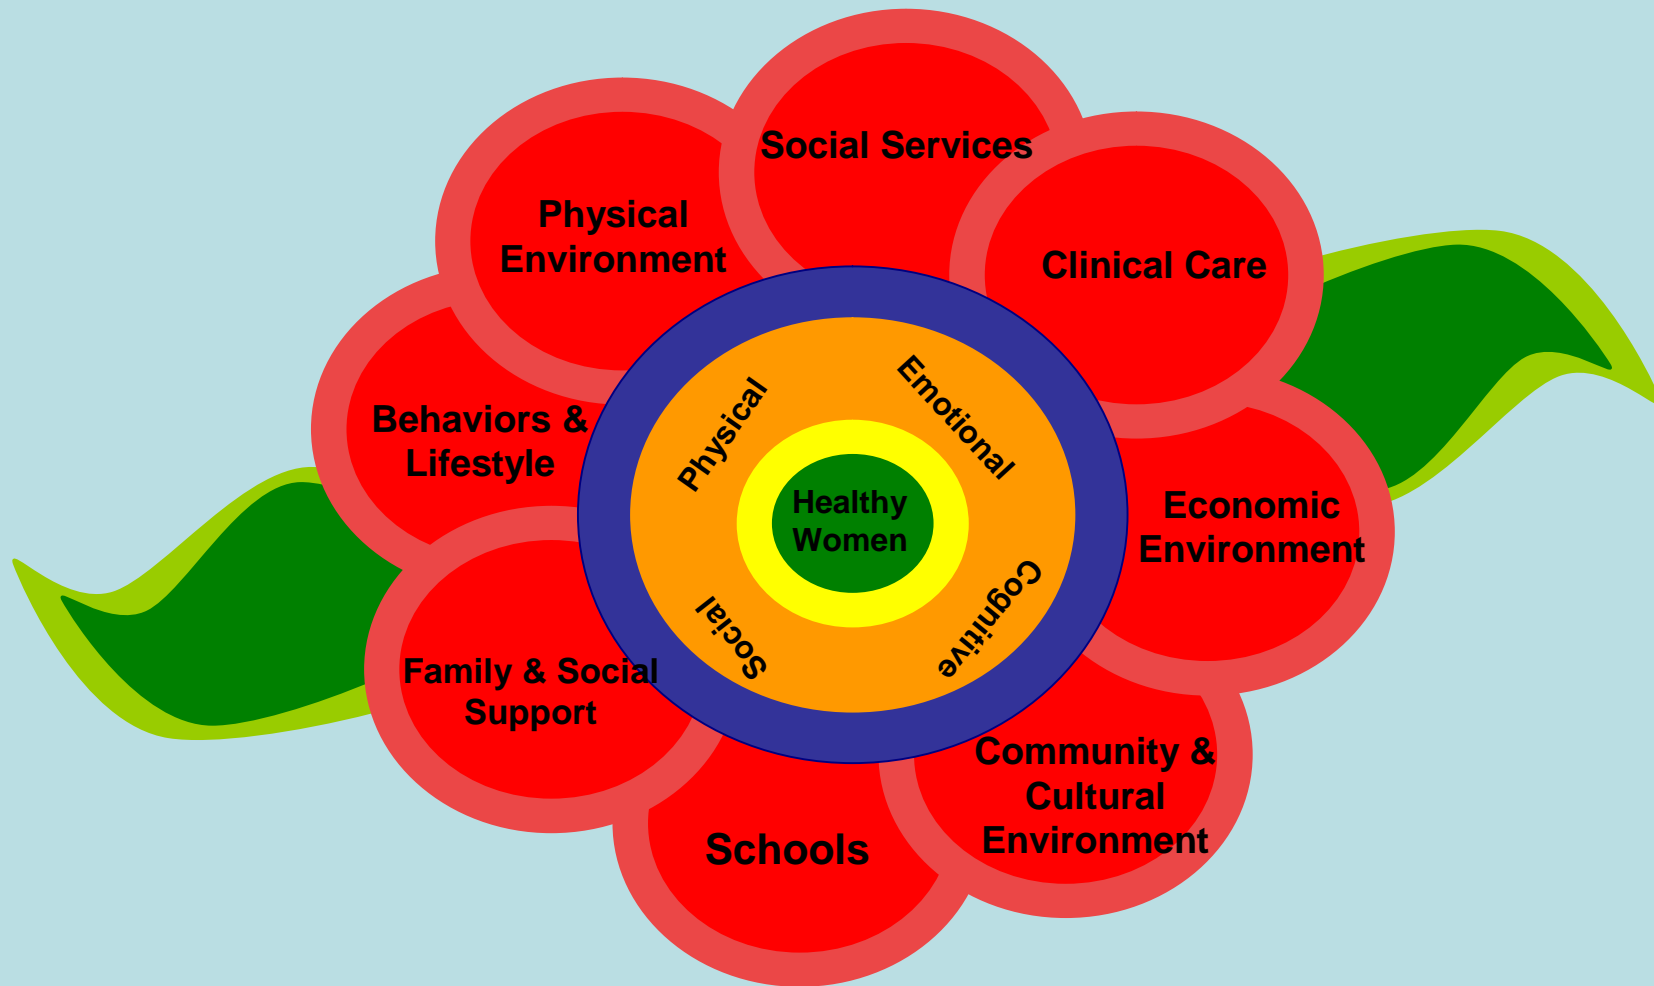 Social Services
Physical
Environment
Clinical Care
Behaviors &
Lifestyle
Physical
Emotional
Healthy
Women
Economic
Environment
Social
Cognitive
Family & Social
Support
Community &
Cultural
Environment
Schools